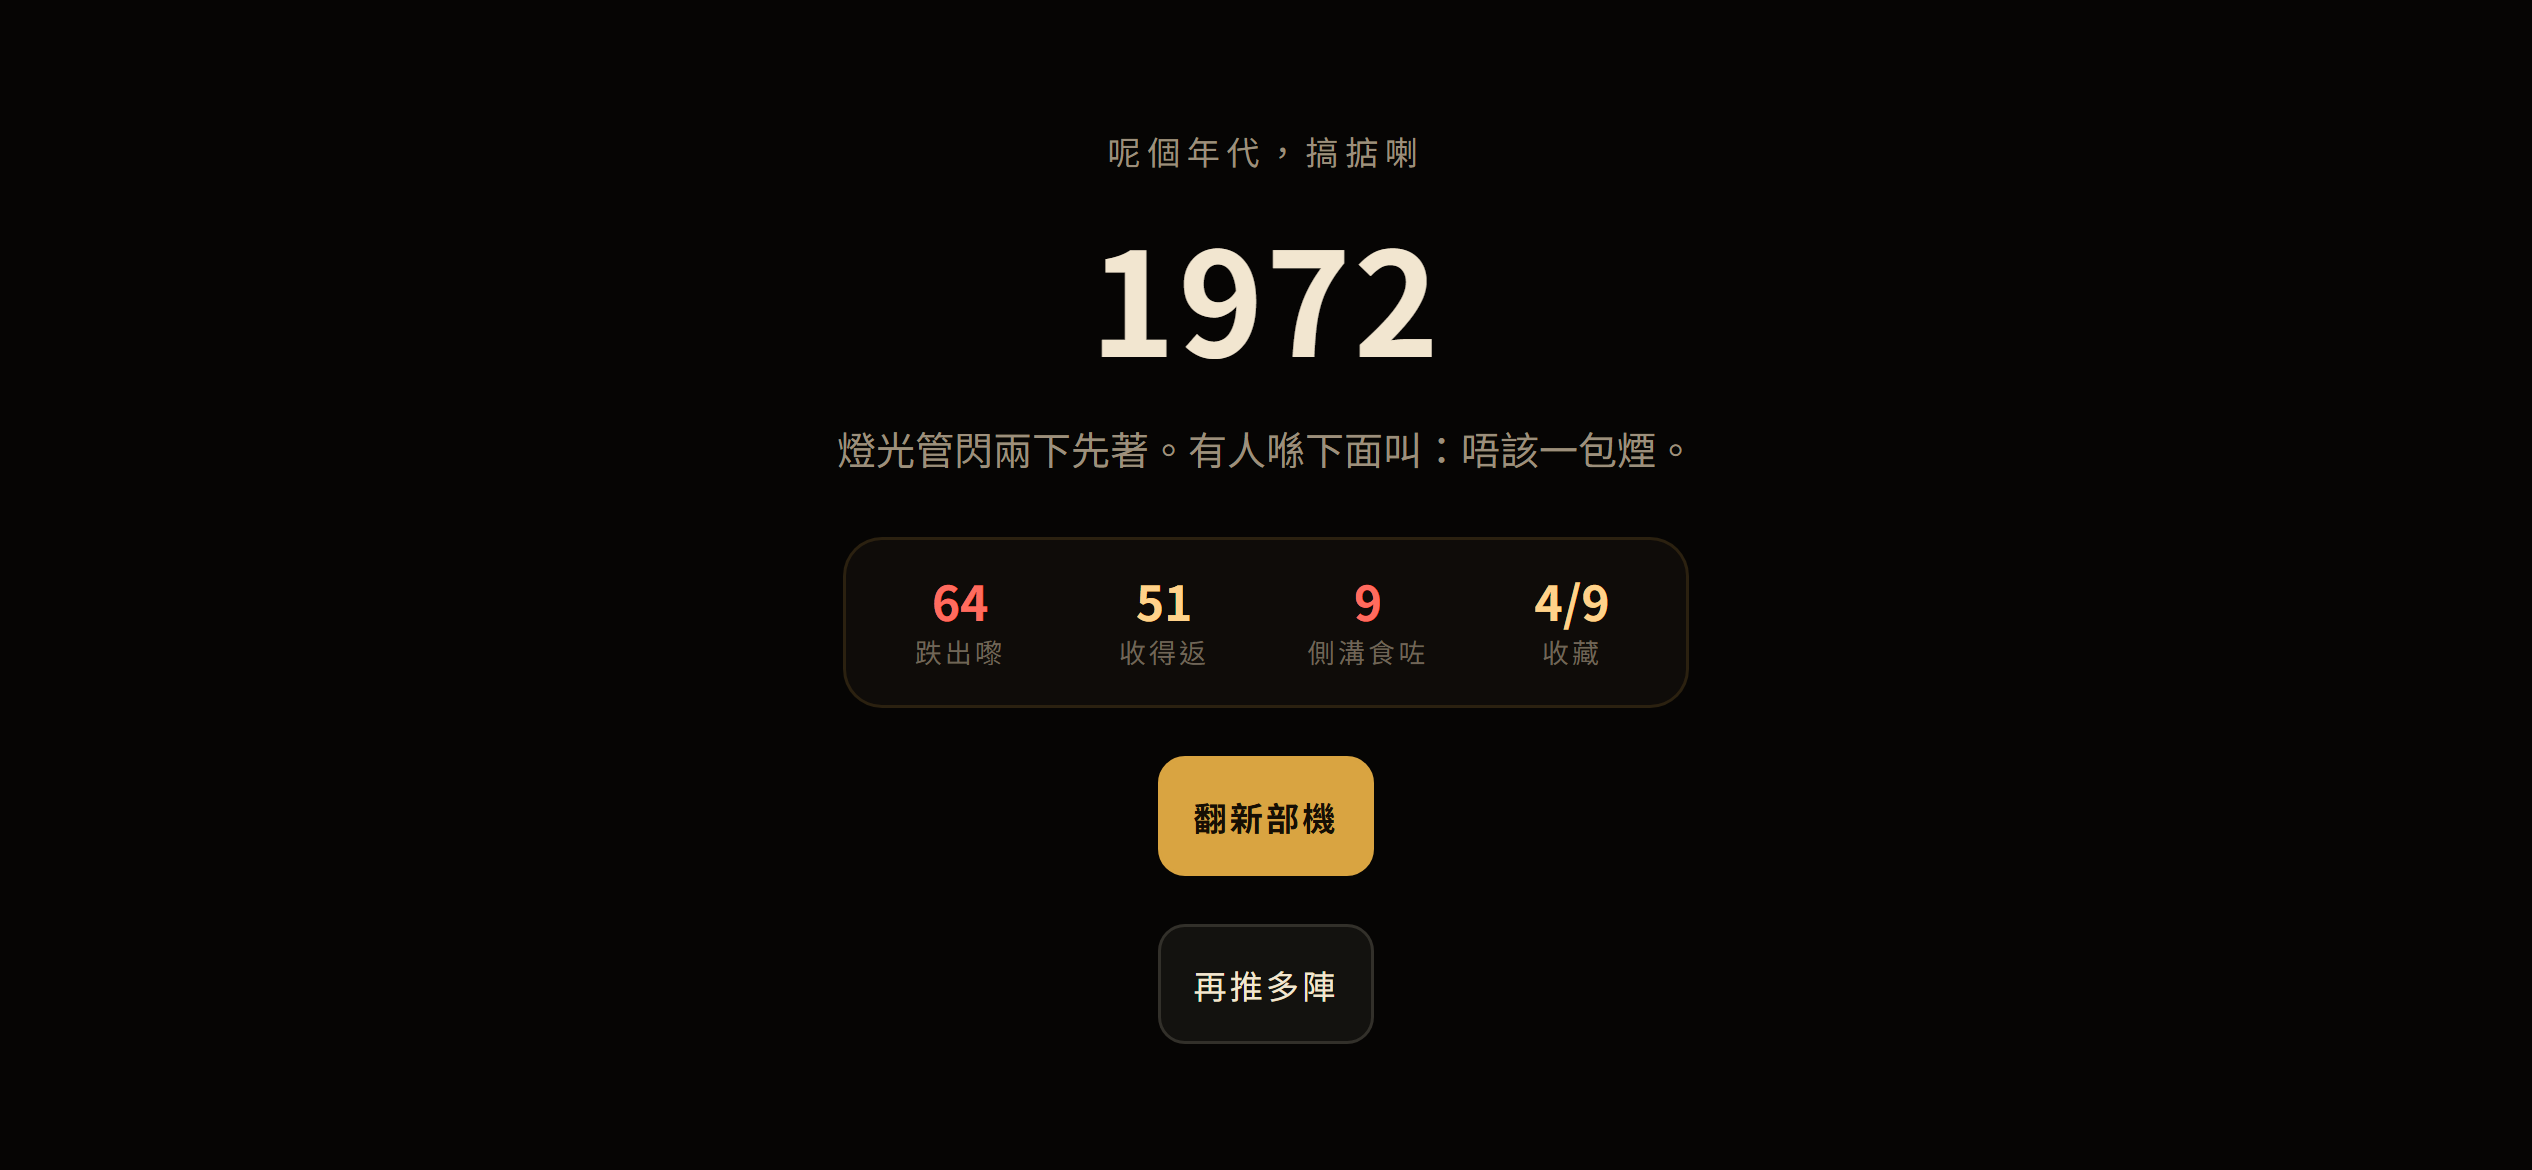 呢個年代，搞掂喇
1972
燈光管閃兩下先著。有人喺下面叫：唔該一包煙。
64 51 9 4/9
跌出嚟 收得返 側溝食咗 收藏
翻新部機
再推多陣